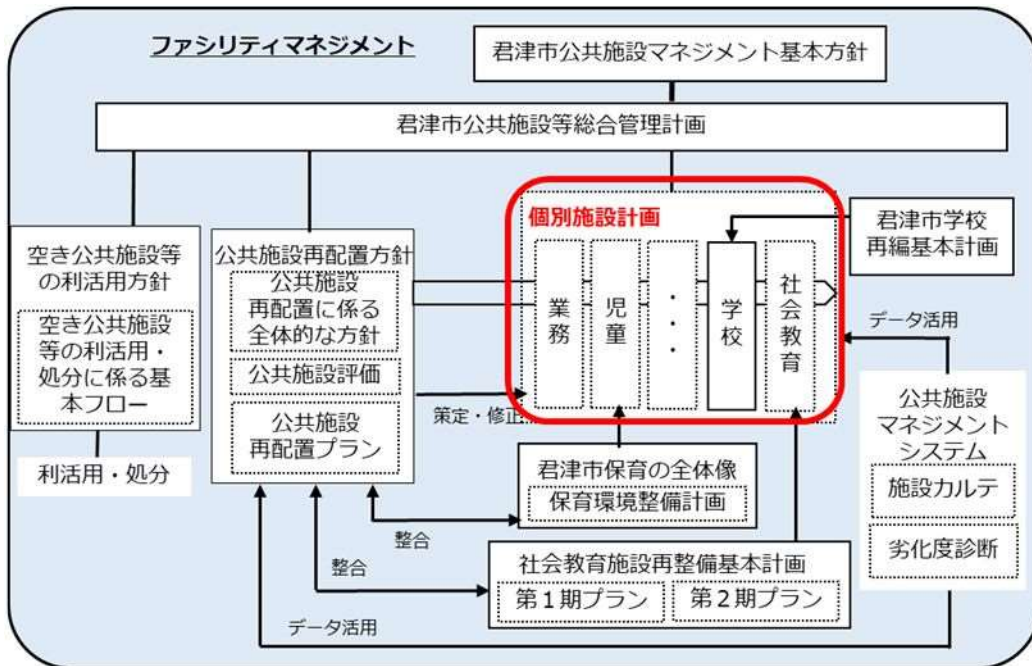 ファシリティマネジメント
君津市公共施設マネジメント基本方針
君津市公共施設等総合管理計画
空き公共施設等
の利活用方針
空き公共施設
等の利活用・
処分に係る基
本フロー
利活用・処分
公共施設再配置方針
公共施設
再配置に係る
全体的な方針
公共施設評価
公共施設
再配置プラン
策定・修正
個別施設計画
業務
児童
・・・
学校
社会教育
君津市学校
再編基本計画
データ活用
公共施設
マネジメント
システム
施設カルテ
劣化度診断
君津市保育の全体像
保育環境整備計画
整合
社会教育施設再整備基本計画
第1期プラン
第2期プラン
整合
データ活用